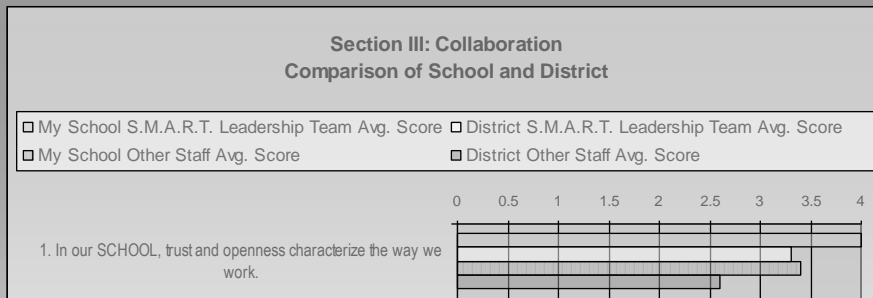 Section III: Collaboration
Comparison of School and District
My School S.M.A.R.T. Leadership Team Avg. Score District S.M.A.R.T. Leadership Team Avg. Score
My School Other Staff Avg. Score District Other Staff Avg. Score
0 0.5 1 1.5 2 2.5 3 3.5 4
1. In our SCHOOL, trust and openness characterize the way we
work.